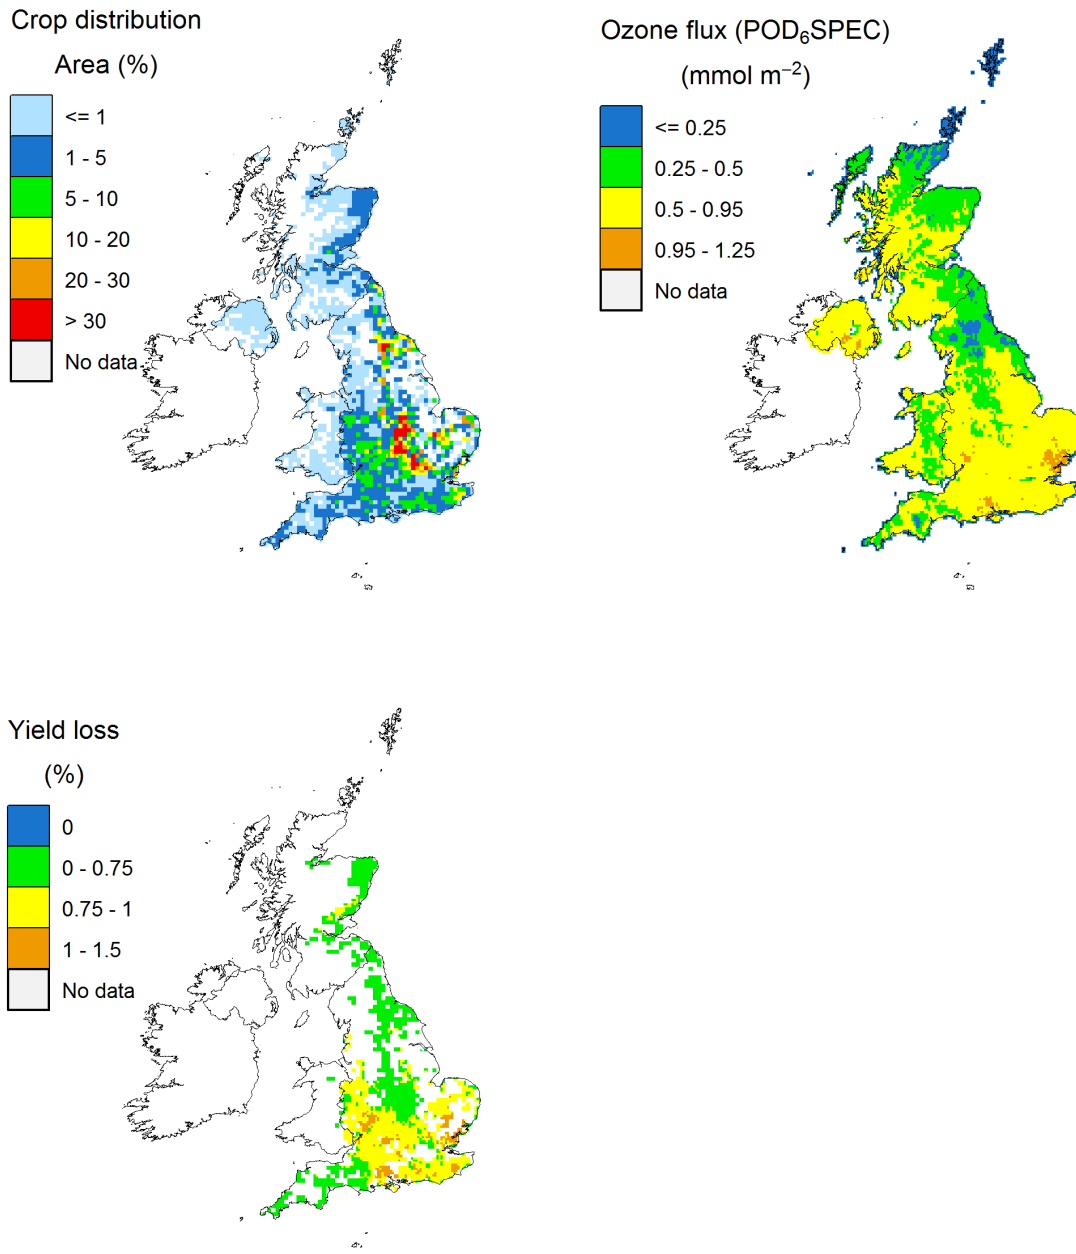 Crop distribution
Area (%)
<= 1
1 - 5
5 - 10
10 - 20
20 - 30
> 30
No data
Ozone flux (POD₆SPEC)
(mmol m⁻²)
<= 0.25
0.25 - 0.5
0.5 - 0.95
0.95 - 1.25
No data
Yield loss
(%)
0
0 - 0.75
0.75 - 1
1 - 1.5
No data